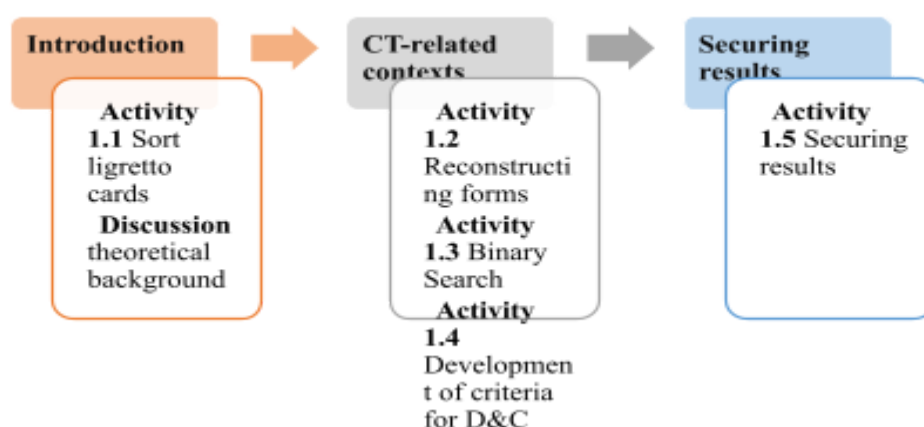 Introduction
Activity
1.1 Sort
ligretto
cards
Discussion
theoretical
background
CT-related
contexts
Activity
1.2
Reconstructi
ng forms
Activity
1.3 Binary
Search
Activity
1.4
Developmen
t of criteria
for D&C
Securing
results
Activity
1.5 Securing
results